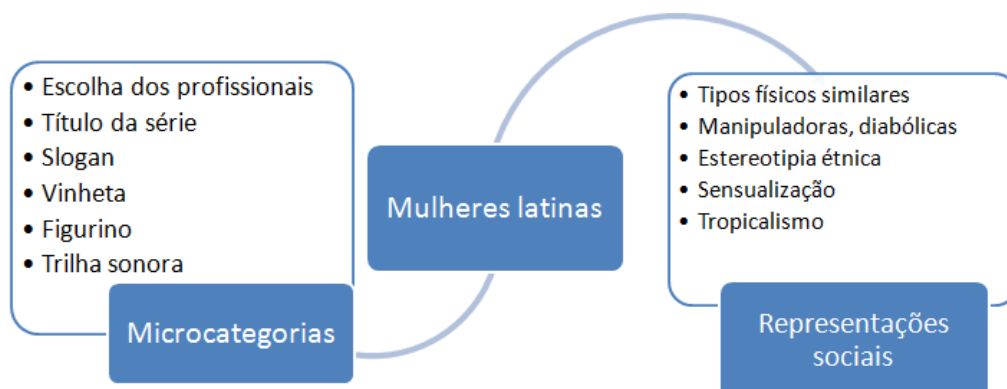 • Escolha dos profissionais
• Título da série
• Slogan
• Vinheta
• Figurino
• Trilha sonora
Microcategorias
Mulheres latinas
• Tipos físicos similares
• Manipuladoras, diabólicas
• Estereotipia étnica
• Sensualização
• Tropicalismo
Representações
sociais